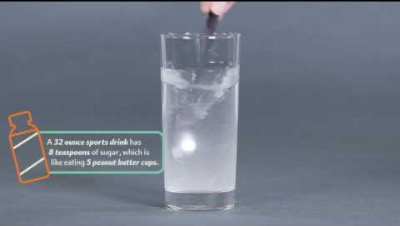 A 32 ounce sports drink has
8 teaspoons of sugar, which is
like eating 5 peanut butter cups.